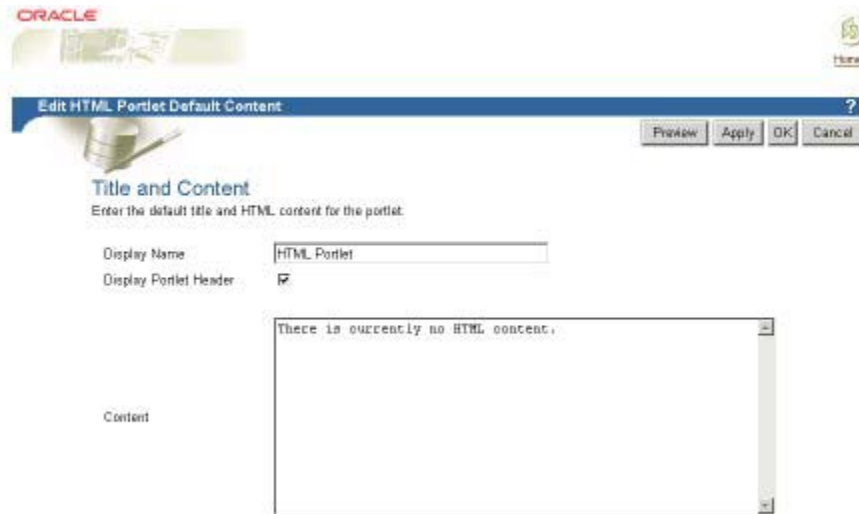 ORACLE
Home
Edit HTML Portlet Default Content ?
Preview Apply OK Cancel
Title and Content
Enter the default title and HTML content for the portlet.
Display Name HTML Portlet
Display Portlet Header
There is currently no HTML content.
Content